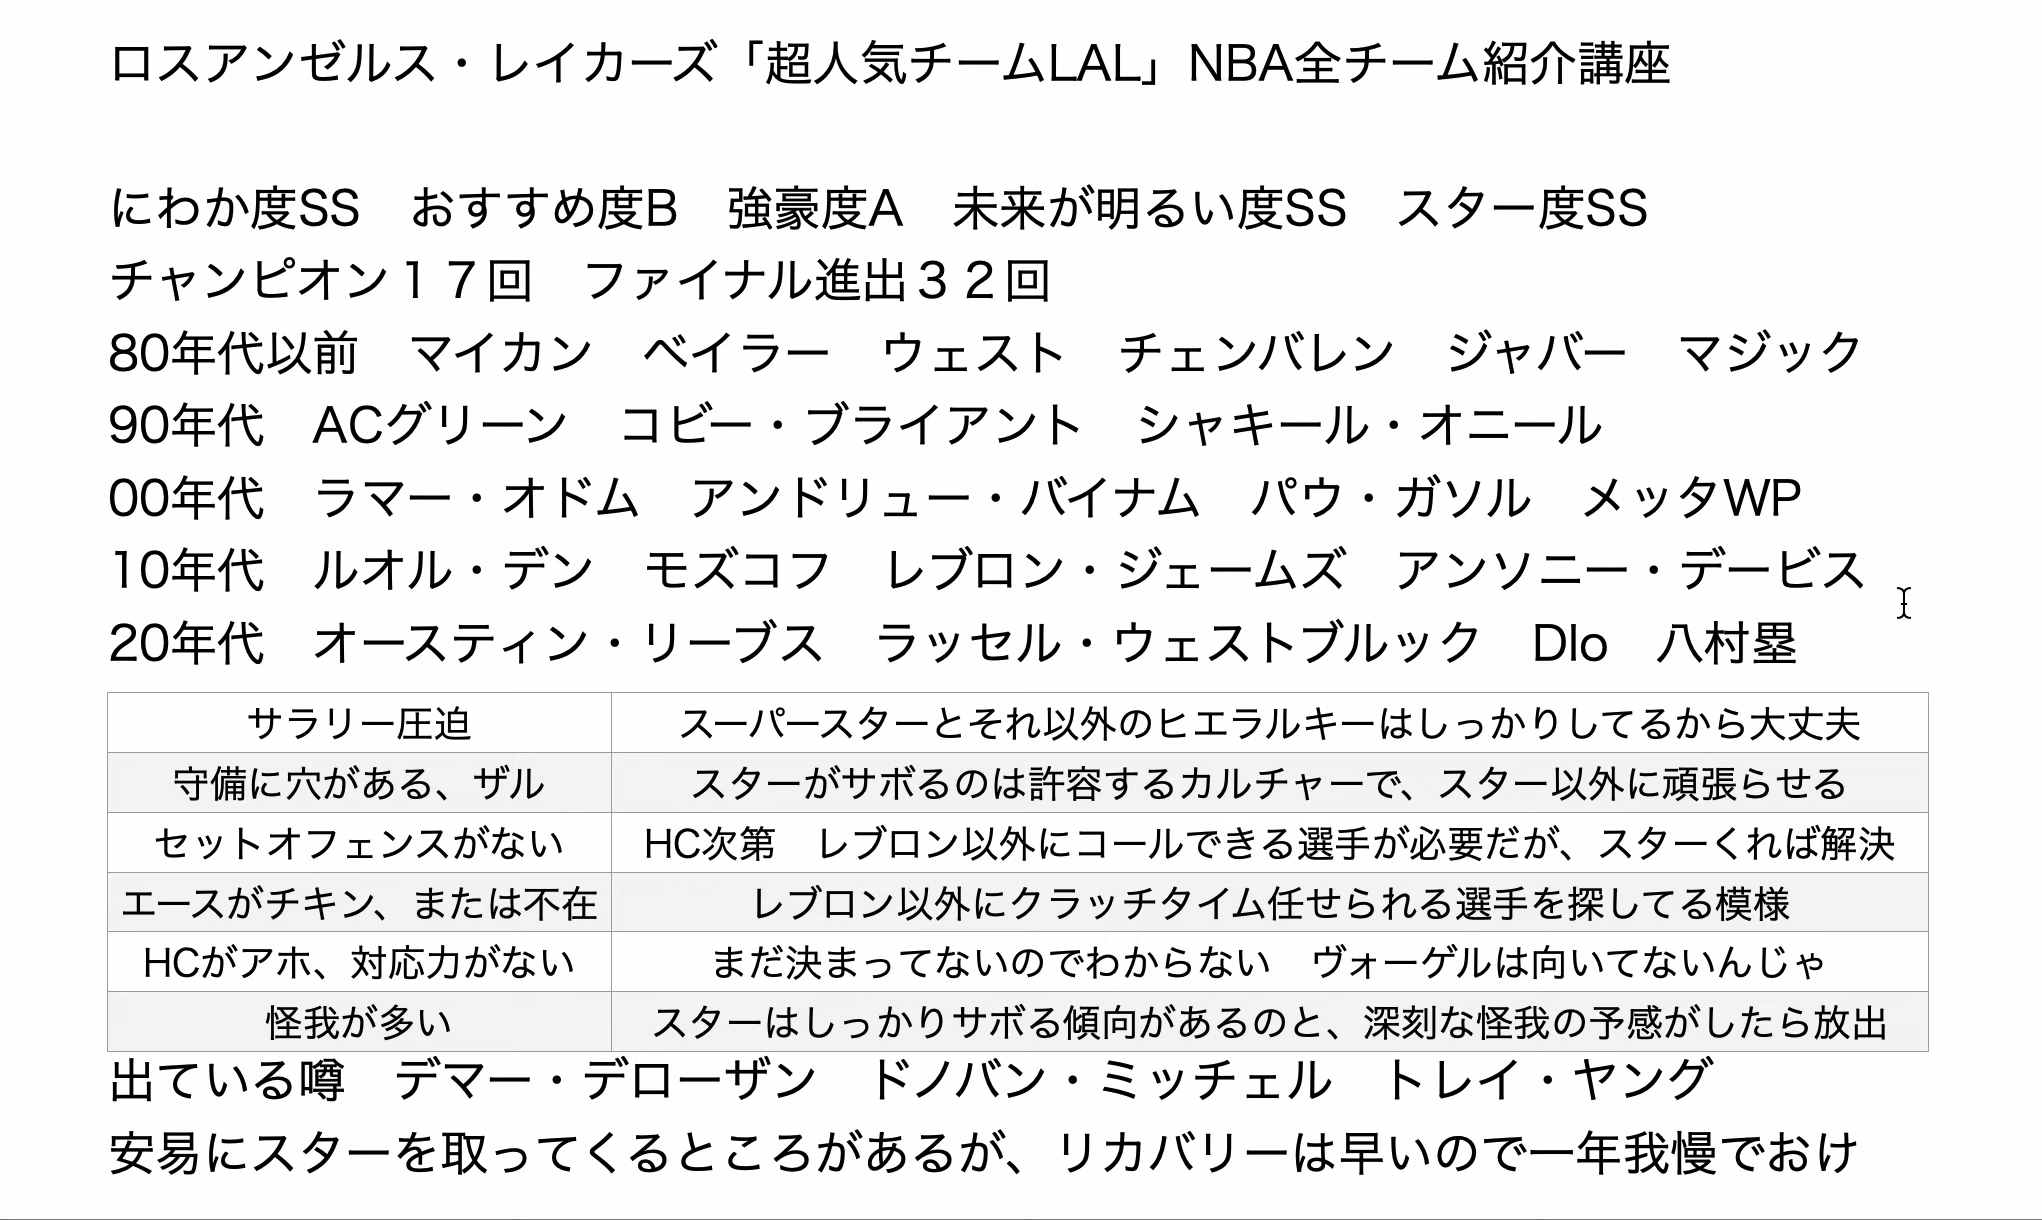 ロスアンゼルス・レイカーズ「超人気チームLAL」NBA全チーム紹介講座
にわか度SS　おすすめ度B　強豪度A　未来が明るい度SS　スター度SS
チャンピオン１７回　ファイナル進出３２回
80年代以前　マイカン　ベイラー　ウェスト　チェンバレン　ジャバー　マジック
90年代　ACグリーン　コビー・ブライアント　シャキール・オニール
00年代　ラマー・オドム　アンドリュー・バイナム　パウ・ガソル　メッタWP
10年代　ルオル・デン　モズコフ　レブロン・ジェームズ　アンソニー・デービス
20年代　オースティン・リーブス　ラッセル・ウェストブルック　Dlo　八村塁
サラリー圧迫　スーパースターとそれ以外のヒエラルキーはしっかりしてるから大丈夫
守備に穴がある、ザル　スターがサボるのは許容するカルチャーで、スター以外に頑張らせる
セットオフェンスがない　HC次第　レブロン以外にコールできる選手が必要だが、スターくれば解決
エースがチキン、または不在　レブロン以外にクラッチタイム任せられる選手を探してる模様
HCがアホ、対応力がない　まだ決まってないのでわからない　ヴォーゲルは向いてないんじゃ
怪我が多い　スターはしっかりサボる傾向があるのと、深刻な怪我の予感がしたら放出
出ている噂　デマー・デローザン　ドノバン・ミッチェル　トレイ・ヤング
安易にスターを取ってくるところがあるが、リカバリーは早いので一年我慢でおけ